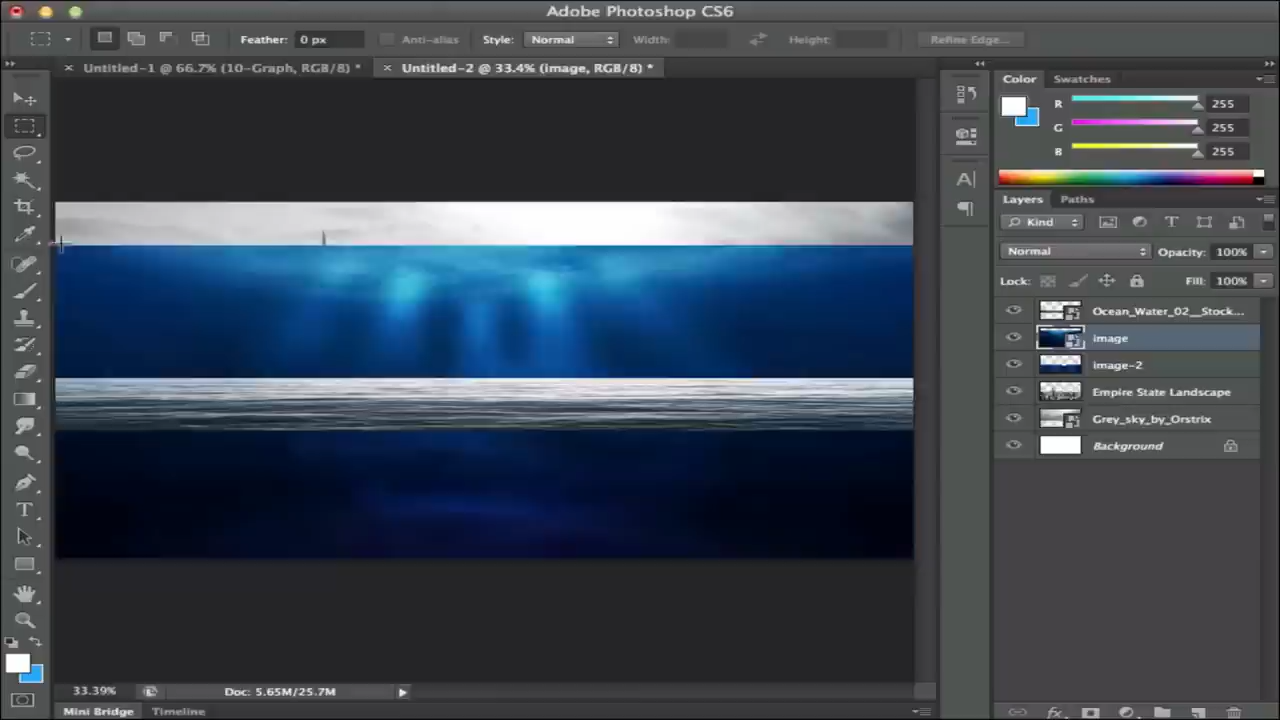 Adobe Photoshop CS6
Feather: 0 px Anti-alias Style: Normal Width: Height: Refine Edge...
Untitled-1 @ 66.7% (10-Graph, RGB/8) * Untitled-2 @ 33.4% (image, RGB/8) *
Color Swatches
R 255
G 255
B 255
Layers Paths
Kind
Normal Opacity: 100%
Lock: Fill: 100%
Ocean_Water_02__Stock...
image
image-2
Empire State Landscape
Grey_sky_by_Orstrix
Background
33.39% Doc: 5.65M/25.7M
Mini Bridge Timeline